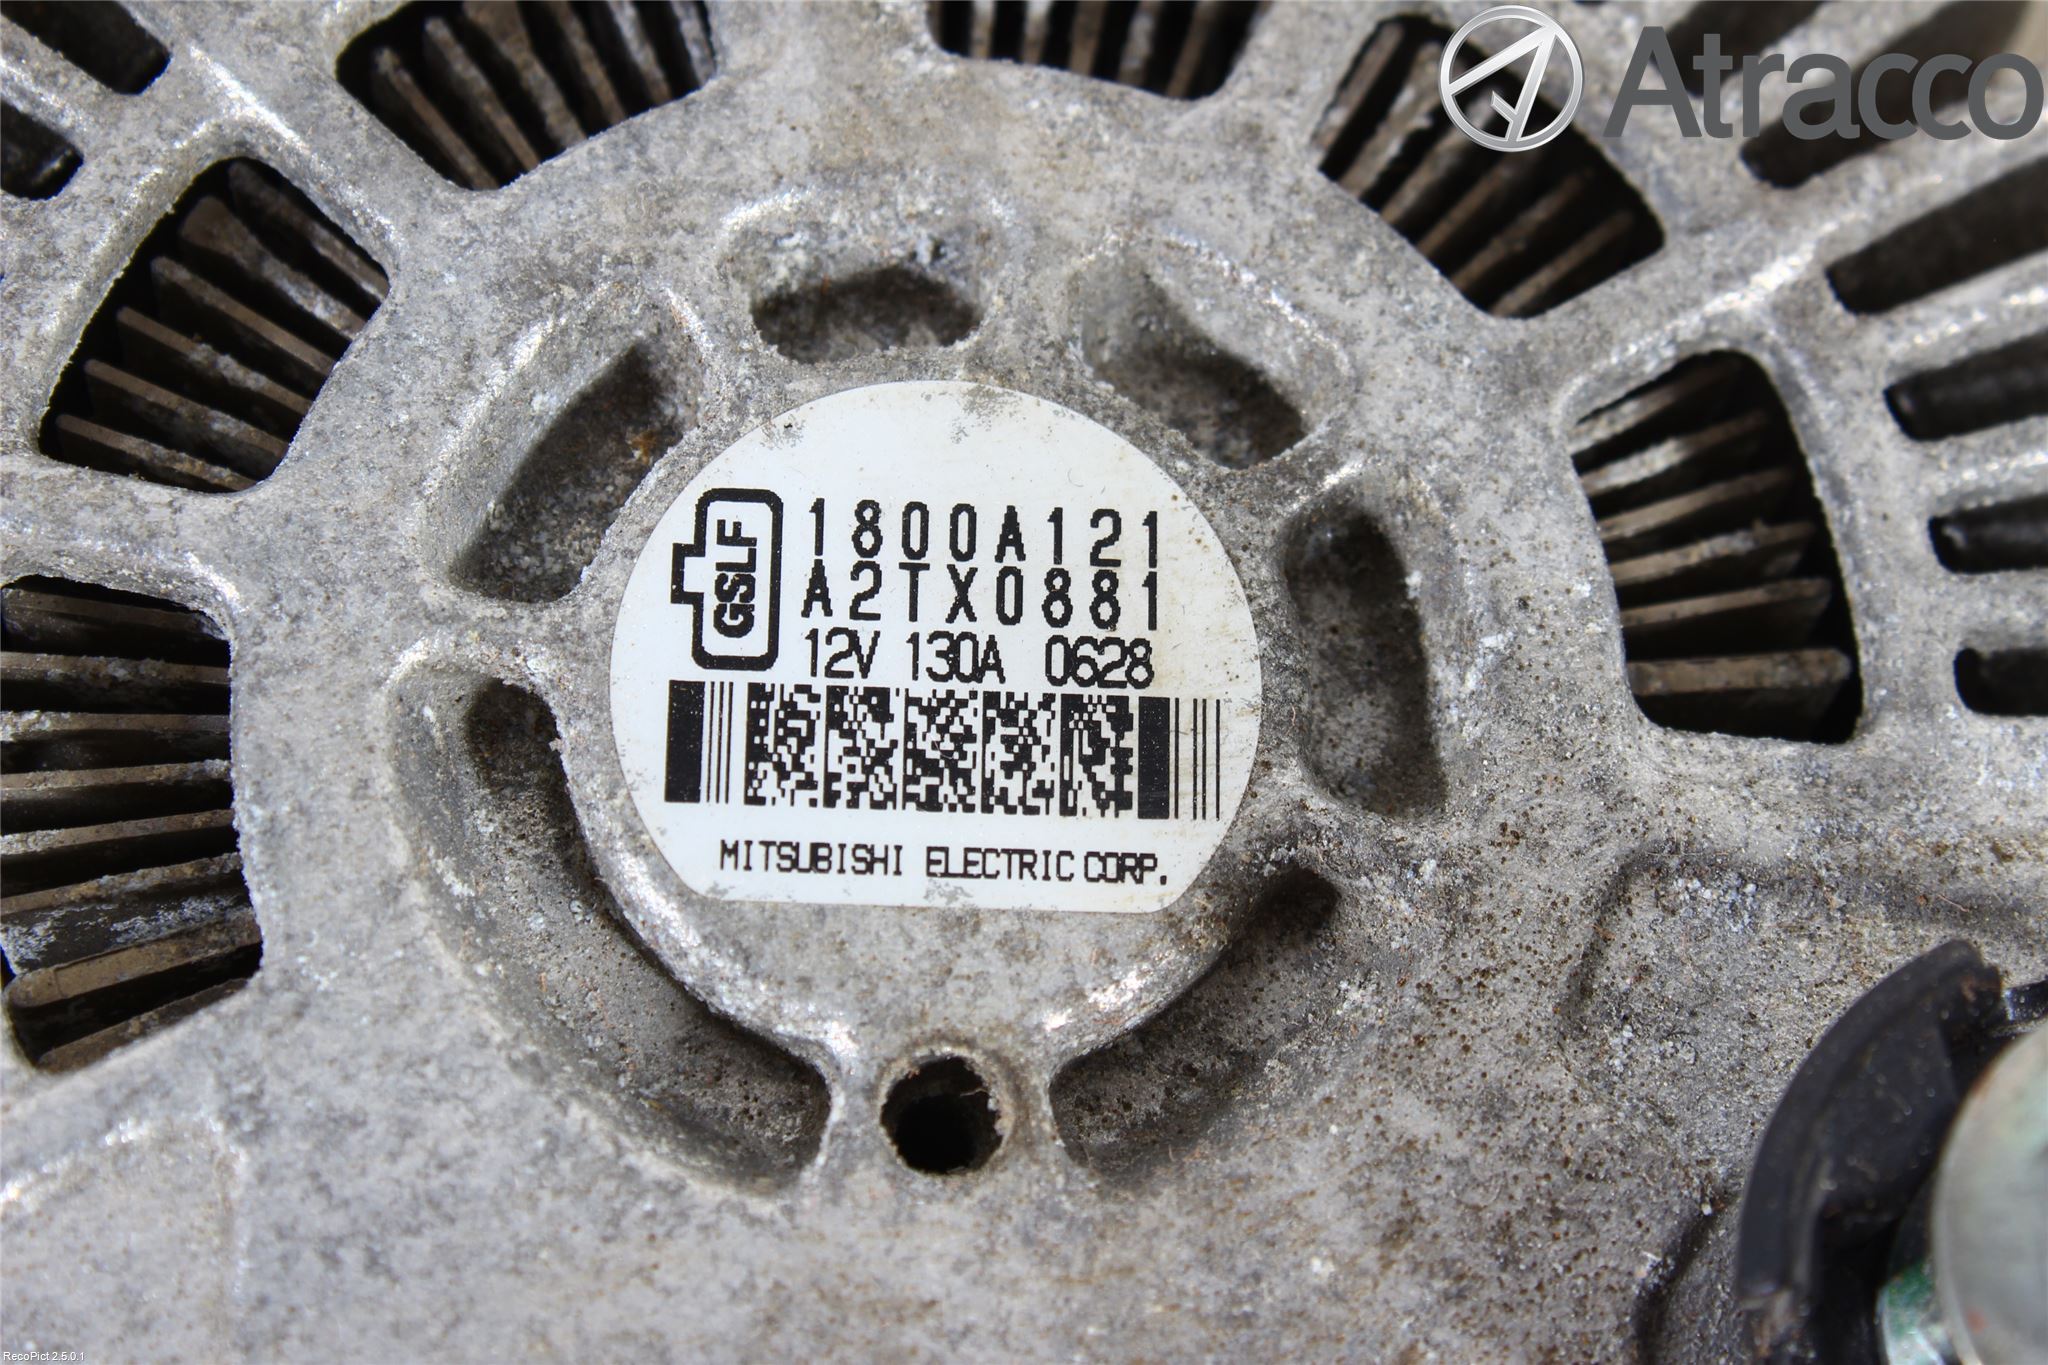 Atracco
GSLF
1800A121
A2TX0881
12V 130A 0628
MITSUBISHI ELECTRIC CORP.
RecoPict 2.5.0.1